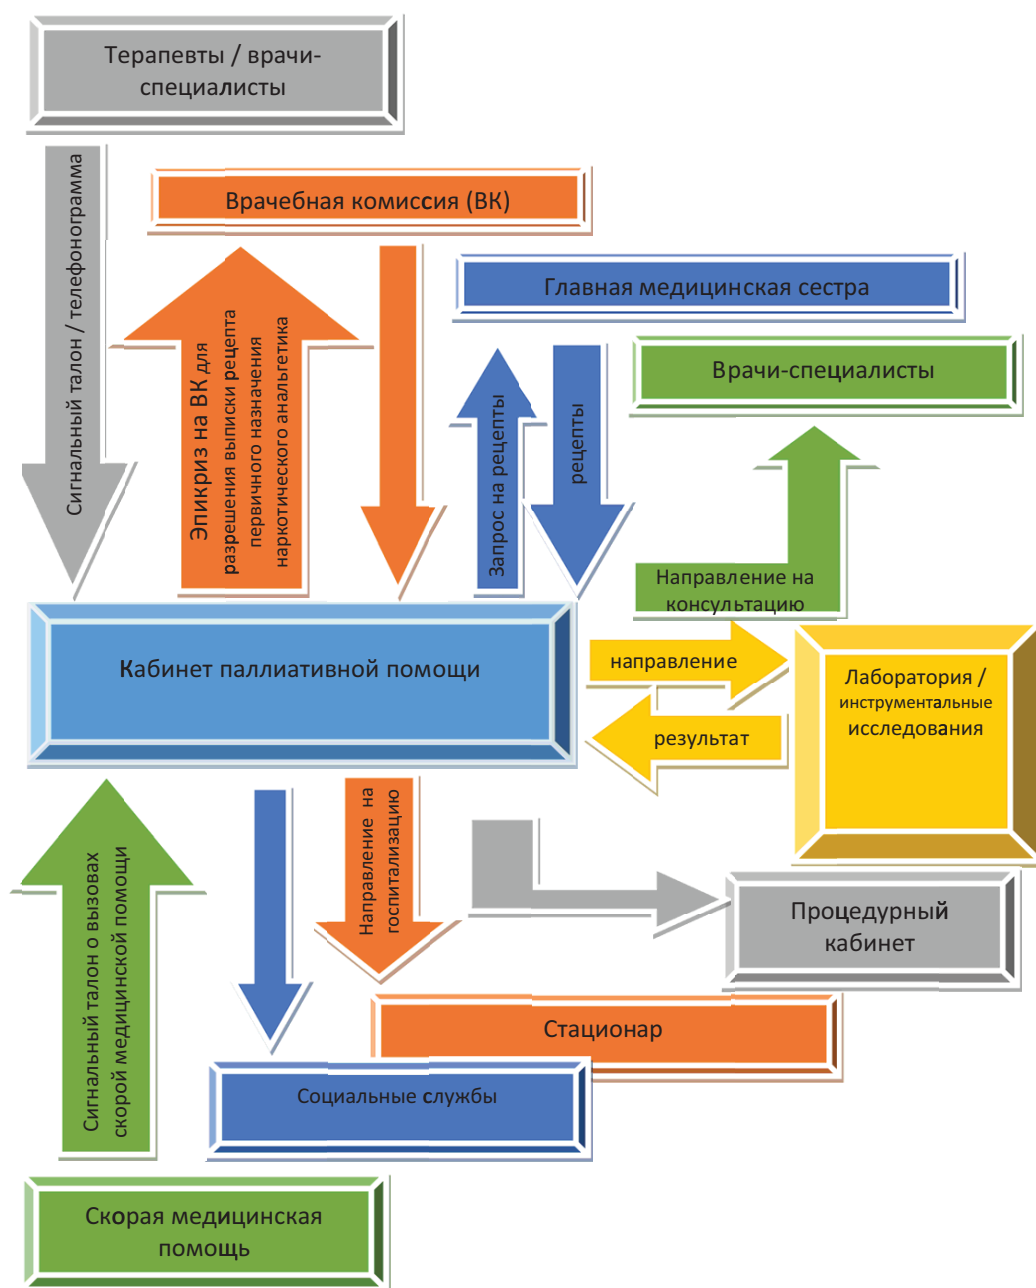 Терапевты / врачи-
специалисты
Сигнальный талон / телефонограмма
Врачебная комиссия (ВК)
Эпикриз на ВК для
разрешения выписки рецепта
первичного назначения
наркотического анальгетика
Главная медицинская сестра
Запрос на рецепты
рецепты
Врачи-специалисты
Направление на
консультацию
Кабинет паллиативной помощи
направление
результат
Лаборатория /
инструментальные
исследования
Сигнальный талон о вызовах
скорой медицинской помощи
Направление на
госпитализацию
Процедурный
кабинет
Стационар
Социальные службы
Скорая медицинская
помощь